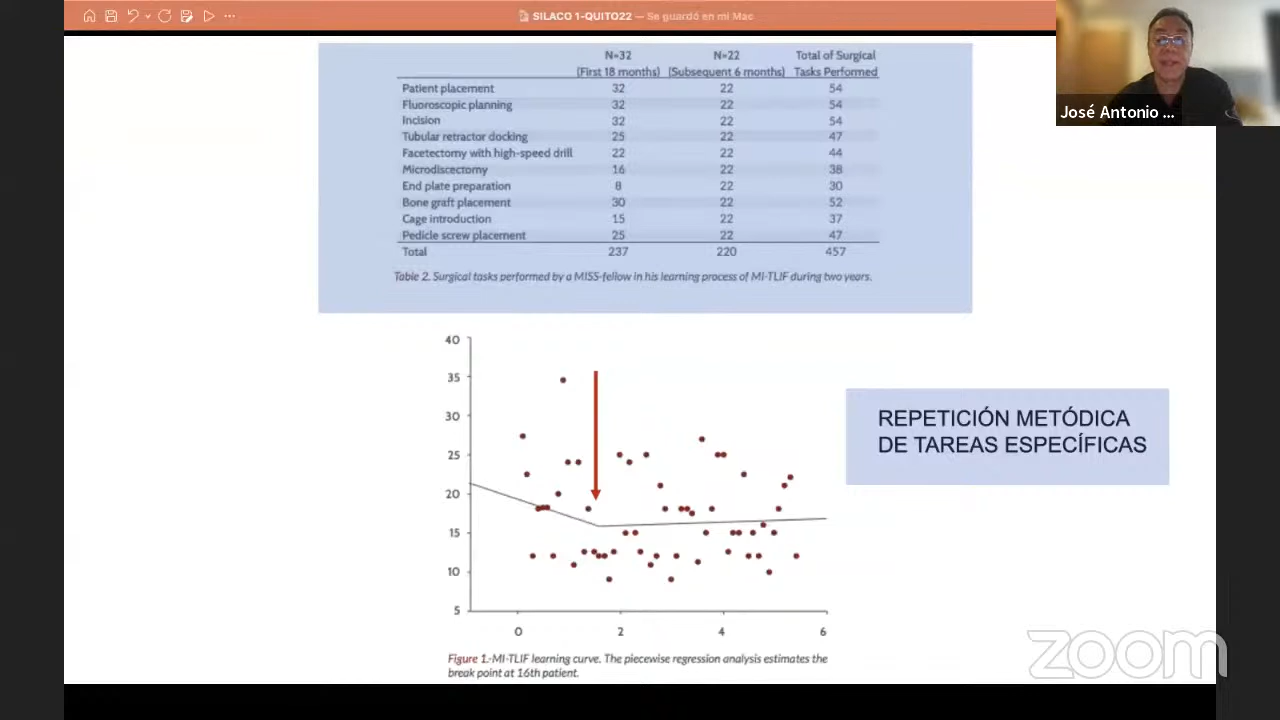 SILACO 1-QUITO22 — Se guardó en mi Mac
José Antonio ...
N=32 N=22 Total of Surgical
(First 18 months) (Subsequent 6 months) Tasks Performed
Patient placement 32 22 54
Fluoroscopic planning 32 22 54
Incision 32 22 54
Tubular retractor docking 25 22 47
Facetectomy with high-speed drill 22 22 44
Microdiscectomy 16 22 38
End plate preparation 8 22 30
Bone graft placement 30 22 52
Cage introduction 15 22 37
Pedicle screw placement 25 22 47
Total 237 220 457
Table 2. Surgical tasks performed by a MISS-fellow in his learning process of MI-TLIF during two years.
40
35
30
25
20
15
10
5
0 2 4 6
REPETICIÓN METÓDICA
DE TAREAS ESPECÍFICAS
Figure 1.-MI-TLIF learning curve. The piecewise regression analysis estimates the
break point at 16th patient.
zoom